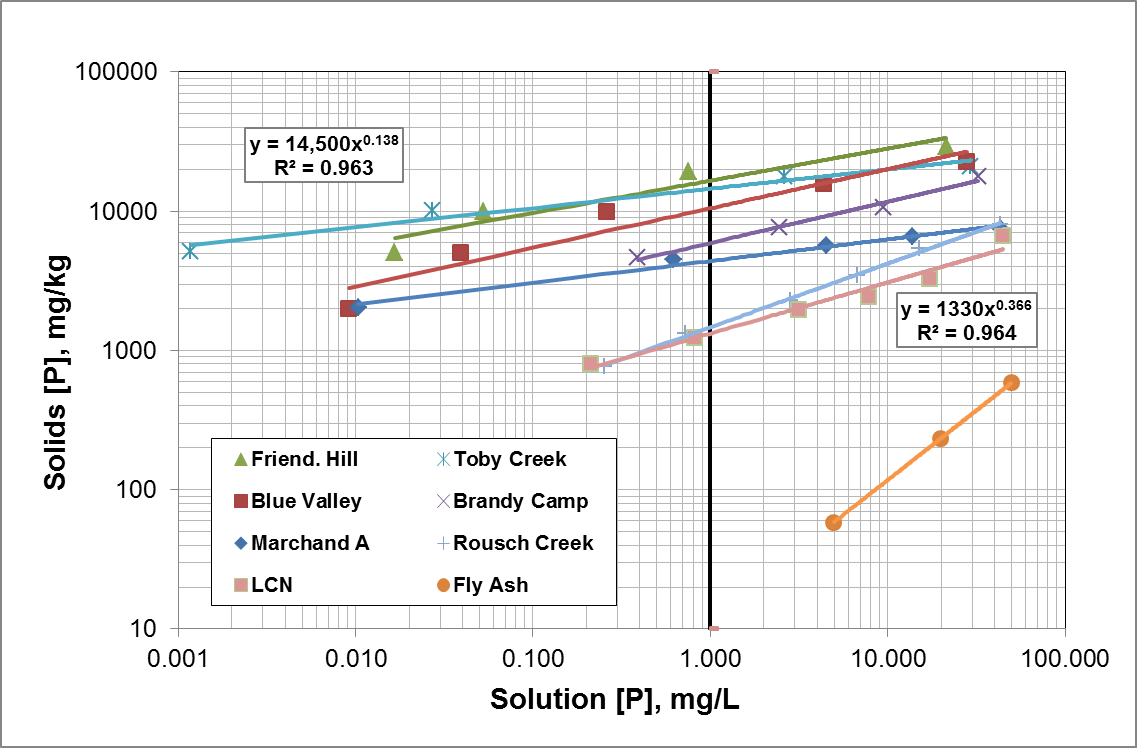 100000
10000
1000
100
10
Solids [P], mg/kg
y = 14,500x^0.138
R² = 0.963
y = 1330x^0.366
R² = 0.964
Friend. Hill
Toby Creek
Blue Valley
Brandy Camp
Marchand A
Rousch Creek
LCN
Fly Ash
0.001 0.010 0.100 1.000 10.000 100.000
Solution [P], mg/L